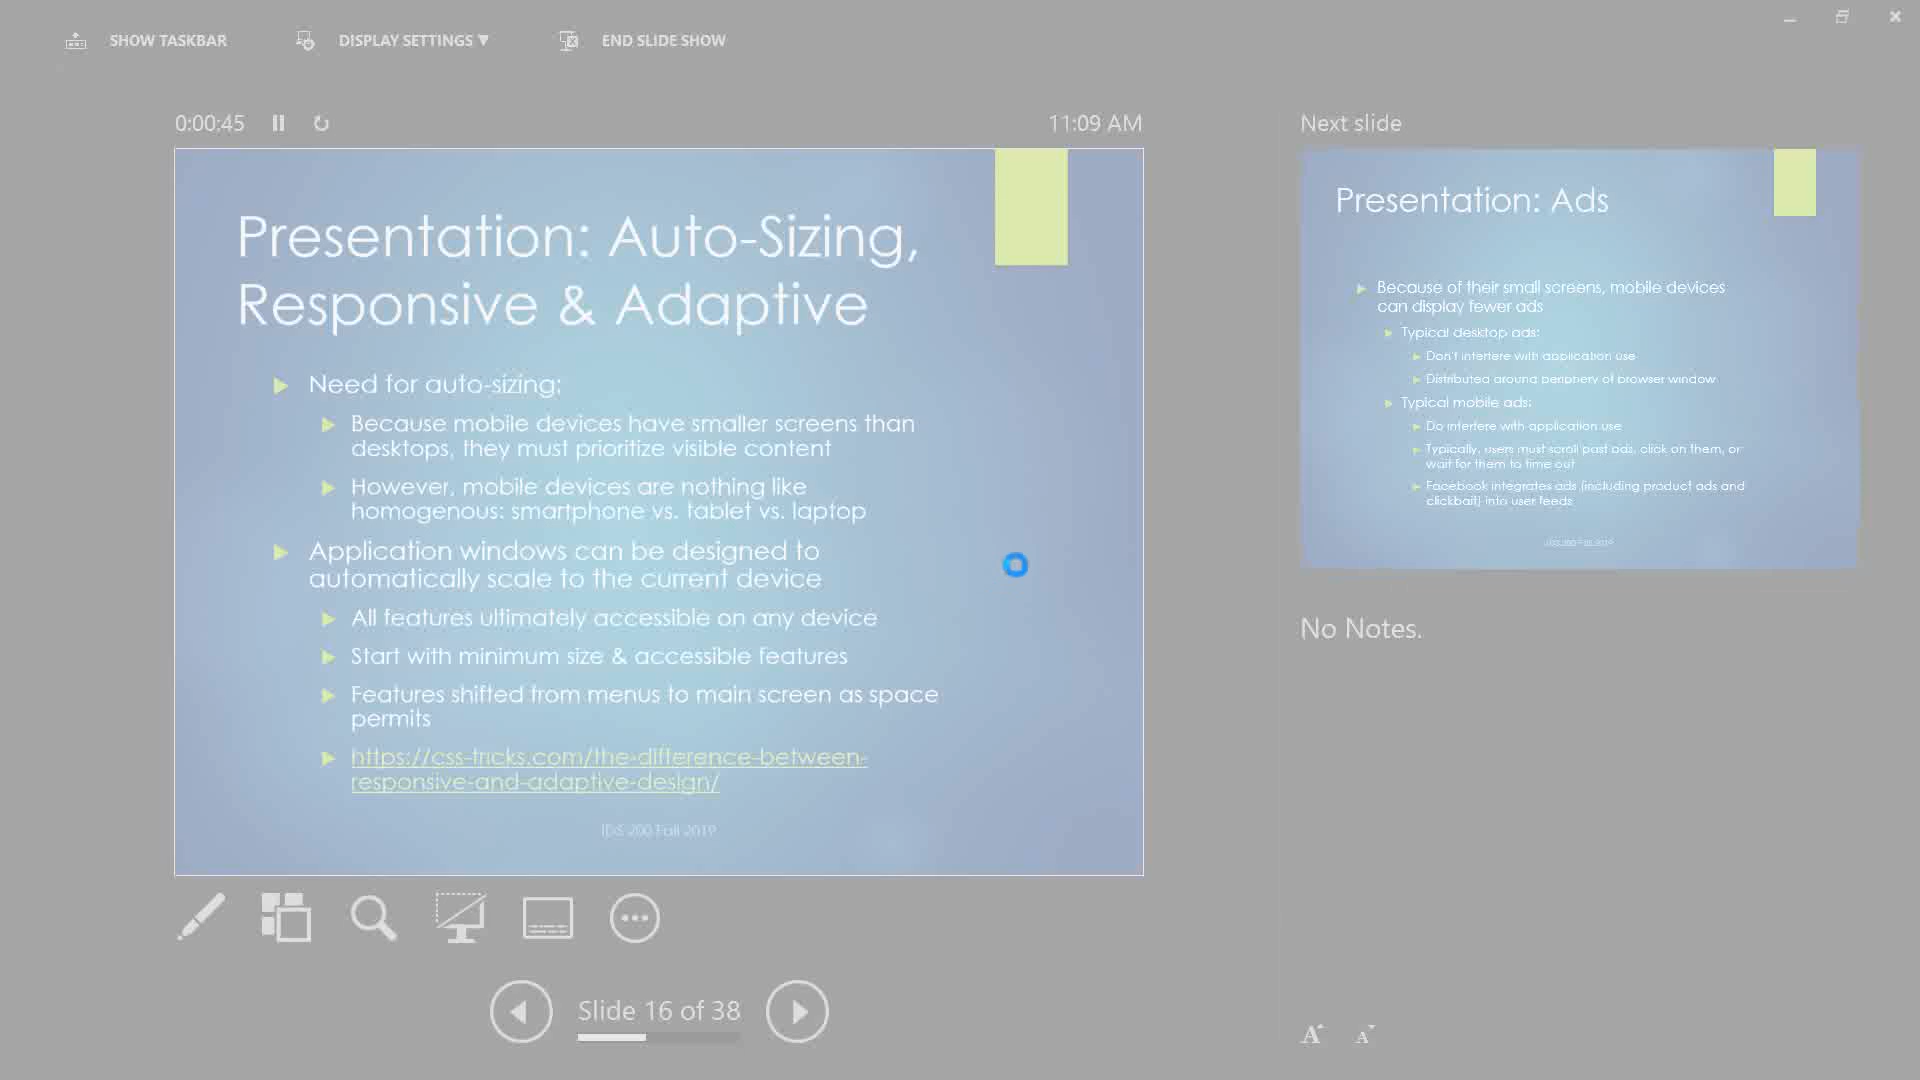 SHOW TASKBAR
DISPLAY SETTINGS ▼
END SLIDE SHOW
0:00:45
11:09 AM
Presentation: Auto-Sizing,
Responsive & Adaptive
Need for auto-sizing:
Because mobile devices have smaller screens than
desktops, they must prioritize visible content
However, mobile devices are nothing like
homogenous: smartphone vs. tablet vs. laptop
Application windows can be designed to
automatically scale to the current device
All features ultimately accessible on any device
Start with minimum size & accessible features
Features shifted from menus to main screen as space
permits
https://css-tricks.com/the-difference-between-
responsive-and-adaptive-design/
IDS 200 Fall 2019
Slide 16 of 38
Next slide
Presentation: Ads
Because of their small screens, mobile devices
can display fewer ads
Typical desktop ads:
Don't interfere with application use
Distributed around periphery of browser window
Typical mobile ads:
Do interfere with application use
Typically, users must scroll past ads, click on them, or
wait for them to time out
Facebook integrates ads (including product ads and
clickbait) into user feeds
IDS 200 Fall 2019
No Notes.
A A